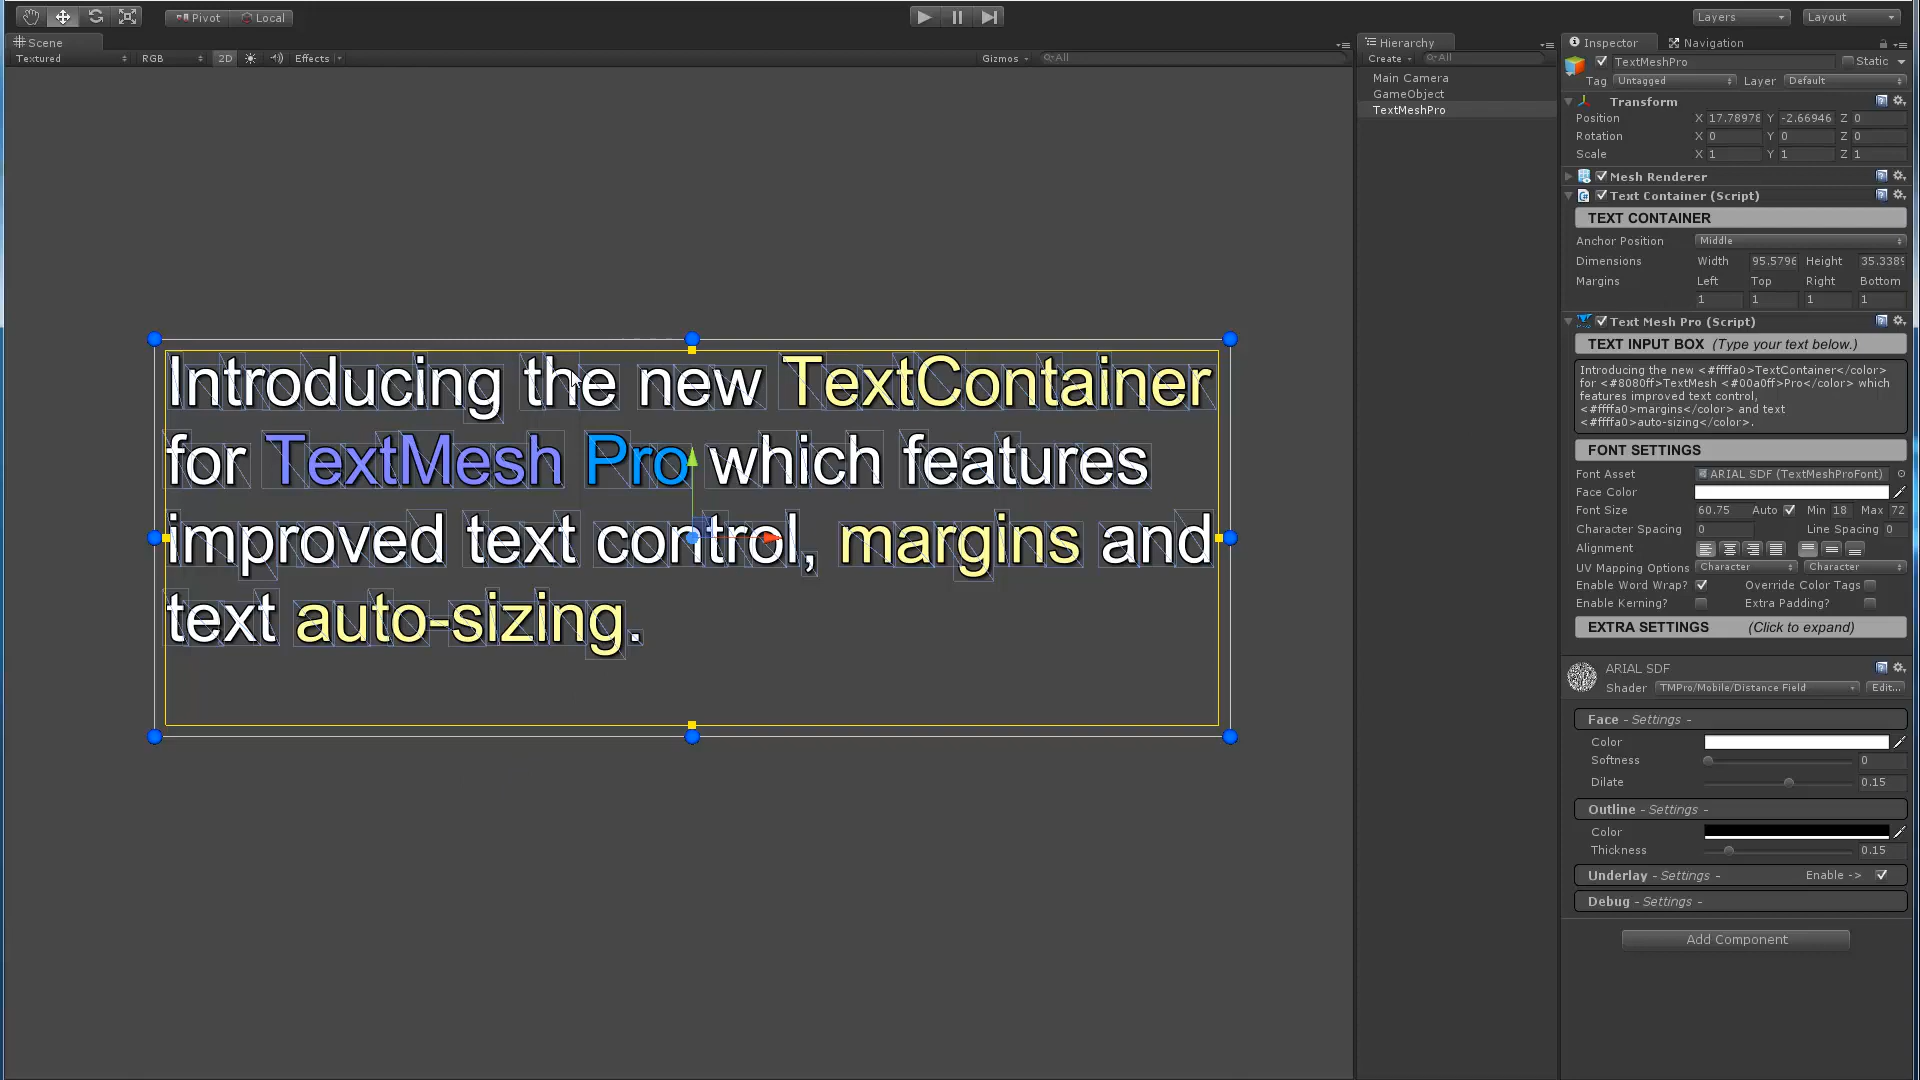 Pivot Local
Layers Layout
Scene
Textured RGB 2D Effects Gizmos All
Hierarchy
Create All
Main Camera
GameObject
TextMeshPro
Inspector Navigation
TextMeshPro Static
Tag Untagged Layer Default
Transform
Position X 17.78978 Y -2.66946 Z 0
Rotation X 0 Y 0 Z 0
Scale X 1 Y 1 Z 1
Mesh Renderer
Text Container (Script)
TEXT CONTAINER
Anchor Position Middle
Dimensions Width 95.5796 Height 35.3389
Margins Left Top Right Bottom
1 1 1 1
Text Mesh Pro (Script)
TEXT INPUT BOX (Type your text below.)
Introducing the new <#ffffa0>TextContainer</color>
for <#8080ff>TextMesh <#00a0ff>Pro</color> which
features improved text control,
<#ffffa0>margins</color> and text
<#ffffa0>auto-sizing</color>.
FONT SETTINGS
Font Asset ARIAL SDF (TextMeshProFont)
Face Color
Font Size 60.75 Auto Min 18 Max 72
Character Spacing 0 Line Spacing 0
Alignment
UV Mapping Options Character Character
Enable Word Wrap? Override Color Tags
Enable Kerning? Extra Padding?
EXTRA SETTINGS (Click to expand)
ARIAL SDF
Shader TMPro/Mobile/Distance Field Edit...
Face - Settings -
Color
Softness 0
Dilate 0.15
Outline - Settings -
Color
Thickness 0.15
Underlay - Settings - Enable ->
Debug - Settings -
Add Component
Introducing the new TextContainer
for TextMesh Pro which features
improved text control, margins and
text auto-sizing.